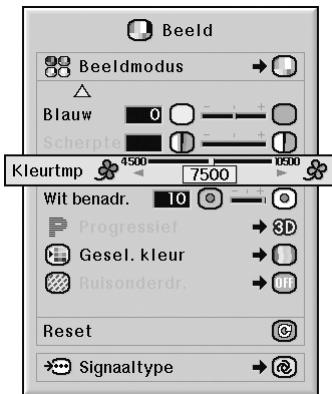 Beeld
Beeldmodus
Blauw 0 - +
Scherpte
Kleurtmp 4500 7500 10500
Wit benadr. 10 - +
P Progressief 3D
Gesel. kleur
Ruisonderdr. Off
Reset
Signaaltype